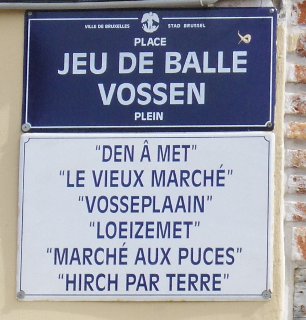 VILLE DE BRUXELLES STAD BRUSSEL
PLACE
JEU DE BALLE
VOSSEN
PLEIN
"DEN Â MET"
"LE VIEUX MARCHÉ"
"VOSSEPLAAIN"
"LOEIZEMET"
"MARCHÉ AUX PUCES"
"HIRCH PAR TERRE"